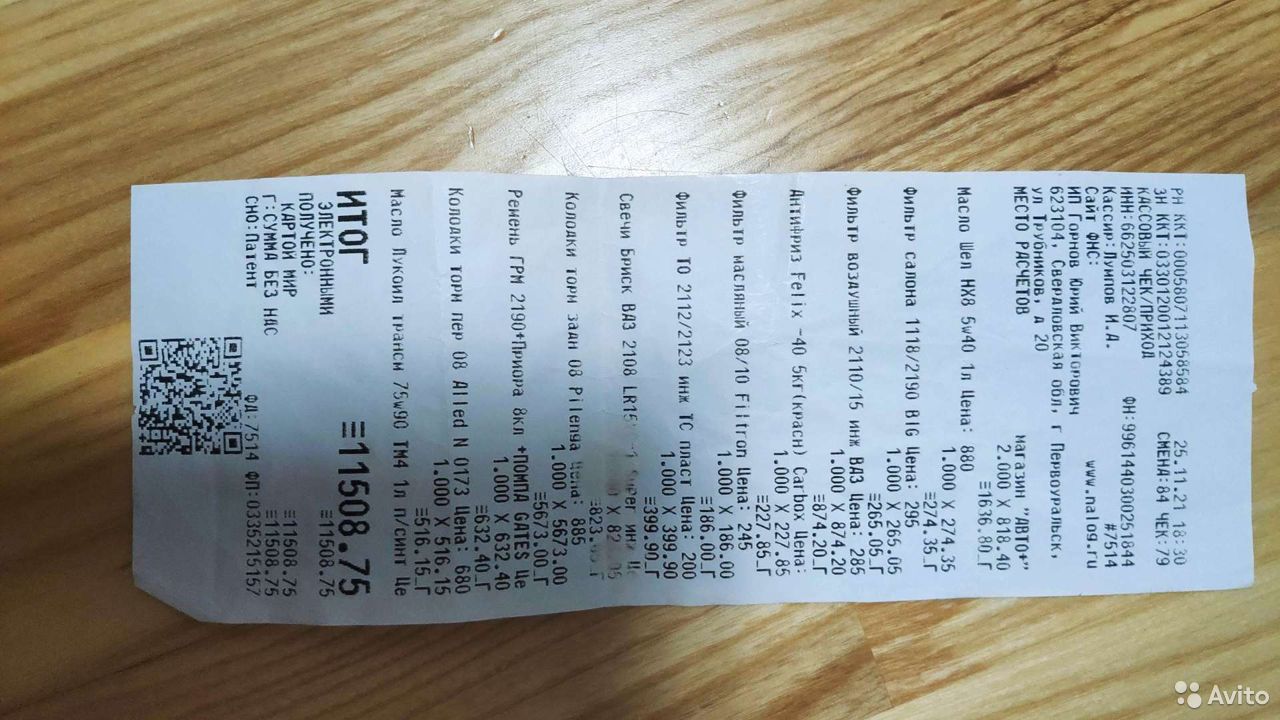 РН ККТ:0005807113058584 25.11.21 18:30
ЗН ККТ:03301200012124389 СМЕНА:84 ЧЕК:79
КАССОВЫЙ ЧЕК/ПРИХОД
ИНН:662503122807 ФН:9961440300251844
Кассир:Луипов И.А. #7514
Сайт ФНС: www.nalog.ru
ИП Горнов Юрий Викторович
623104, Свердловская обл, г Первоуральск,
ул Трубников, д 20
МЕСТО РАСЧЕТОВ магазин "АВТО+"
2.000 X 818.40
≡1636.80_Г
Масло Шел HX8 5w40 1л Цена: 880
1.000 X 274.35
≡274.35_Г
Фильтр салона 1118/2190 BIG Цена: 295
1.000 X 265.05
≡265.05_Г
Фильтр воздушный 2110/15 инж ВАЗ Цена: 285
1.000 X 874.20
≡874.20_Г
Антифриз Felix -40 5кг(красн) Carbox Цена:
1.000 X 227.85
≡227.85_Г
Фильтр масляный 08/10 Filtron Цена: 245
1.000 X 186.00
≡186.00_Г
Фильтр ТО 2112/2123 инж ТС пласт Цена: 200
1.000 X 399.90
≡399.90_Г
Свечи Бриск ВАЗ 2108 Super инж
≡823.
Колодки торм задн 08 Pilenga Цена: 885
1.000 X 5673.00
≡5673.00_Г
Ремень ГРМ 2190+Приора 8кл +ПОМПА GATES Це
1.000 X 632.40
≡632.40_Г
Колодки торм пер 08 Allied N 0173 Цена: 680
1.000 X 516.15
≡516.15_Г
Масло Лукоил трансм 75w90 ТМ4 1л п/синт Це
ИТОГ ≡11508.75
ЭЛЕКТРОННЫМИ ≡11508.75
ПОЛУЧЕНО:
КАРТОЙ МИР ≡11508.75
Г:СУММА БЕЗ НДС ≡11508.75
СНО:Патент ФД:7514 ФП:0335215157
Avito